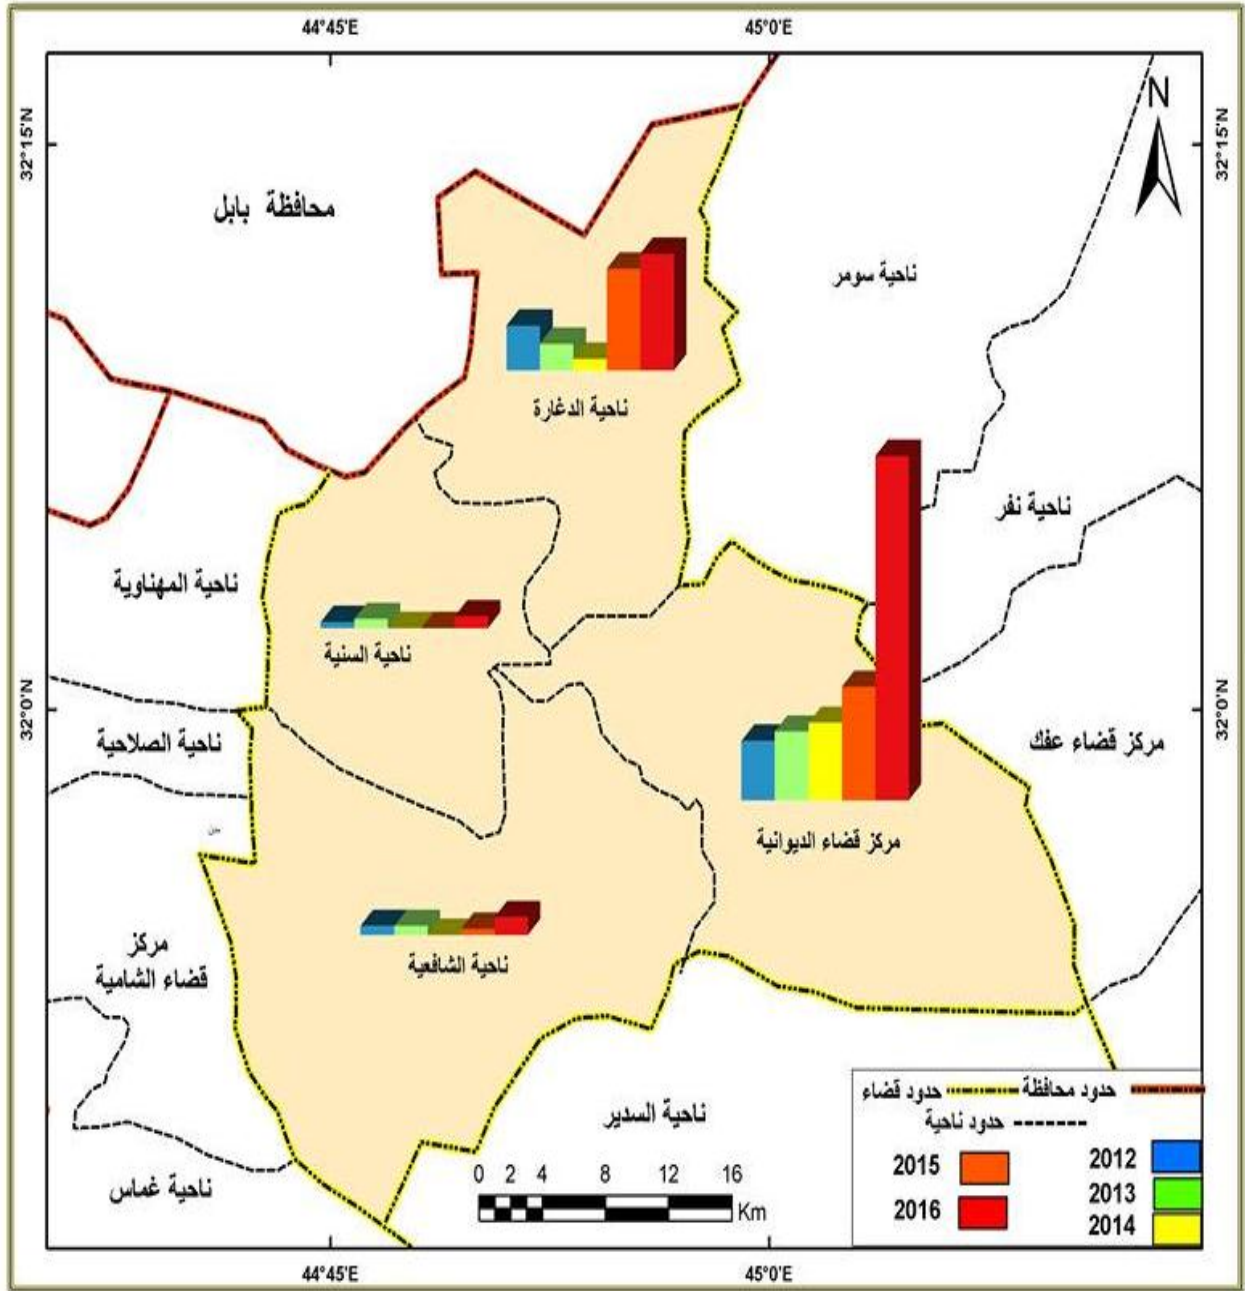 44°45'E
45°0'E
32°15'N
32°15'N
N
محافظة بابل
ناحية سومر
ناحية الدغارة
ناحية نفر
ناحية المهناوية
ناحية السنية
32°0'N
32°0'N
ناحية الصلاحية
مركز قضاء عفك
مركز قضاء الديوانية
مركز
قضاء الشامية
ناحية الشافعية
ناحية السدير
ناحية غماس
حدود محافظة
حدود قضاء
حدود ناحية
2012
2013
2014
2015
2016
0 2 4 8 12 16
Km
44°45'E
45°0'E